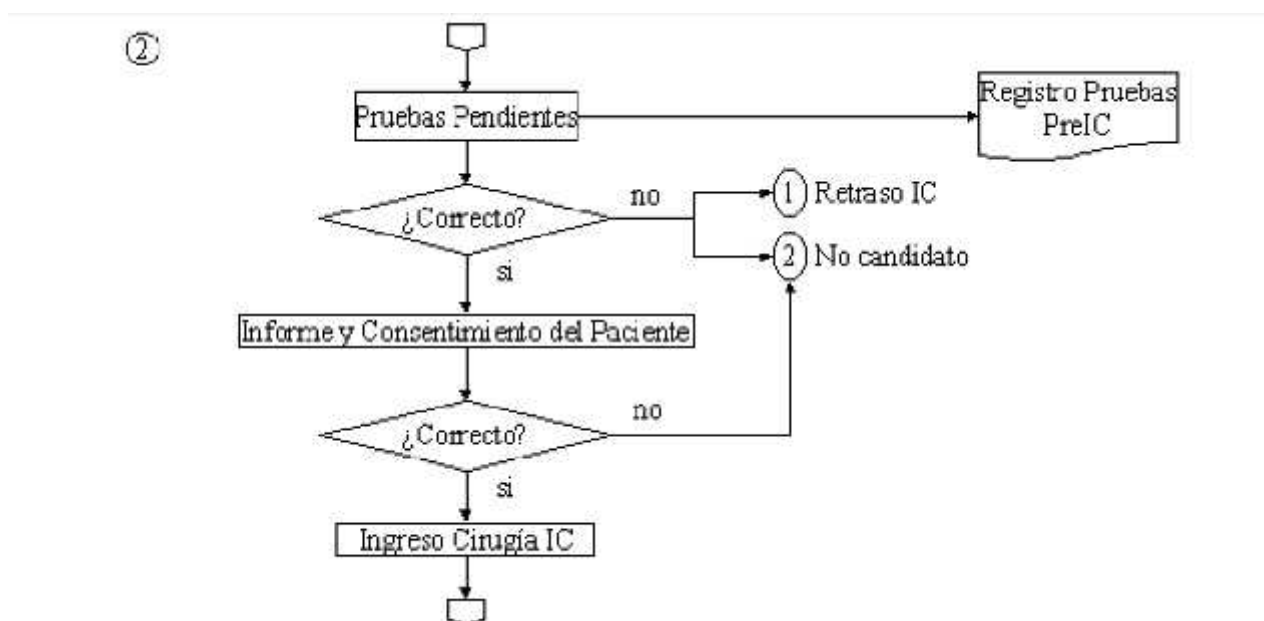 2
Pruebas Pendientes
Registro Pruebas
PreIC
¿Correcto?
no
1 Retraso IC
2 No candidato
si
Informe y Consentimiento del Paciente
¿Correcto?
no
si
Ingreso Cirugía IC